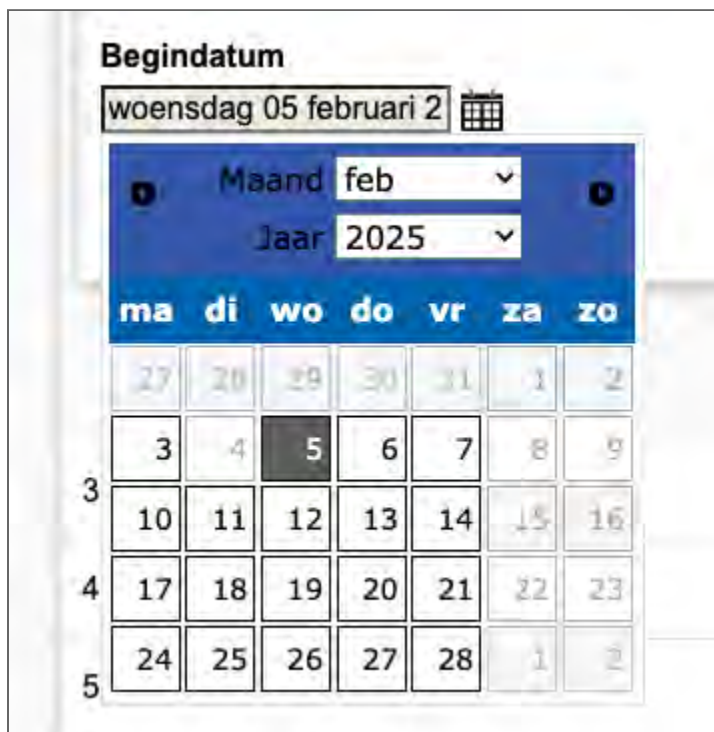 Begindatum
woensdag 05 februari 2
Maand feb
Jaar 2025
ma di wo do vr za zo
27 28 29 30 31 1 2
3 4 5 6 7 8 9
3
10 11 12 13 14 15 16
4 17 18 19 20 21 22 23
24 25 26 27 28 1 2
5